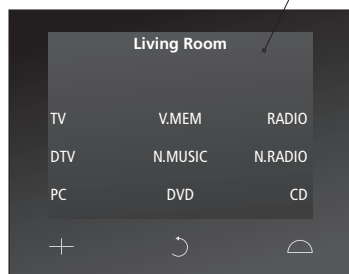 Living Room
TV V.MEM RADIO
DTV N.MUSIC N.RADIO
PC DVD CD